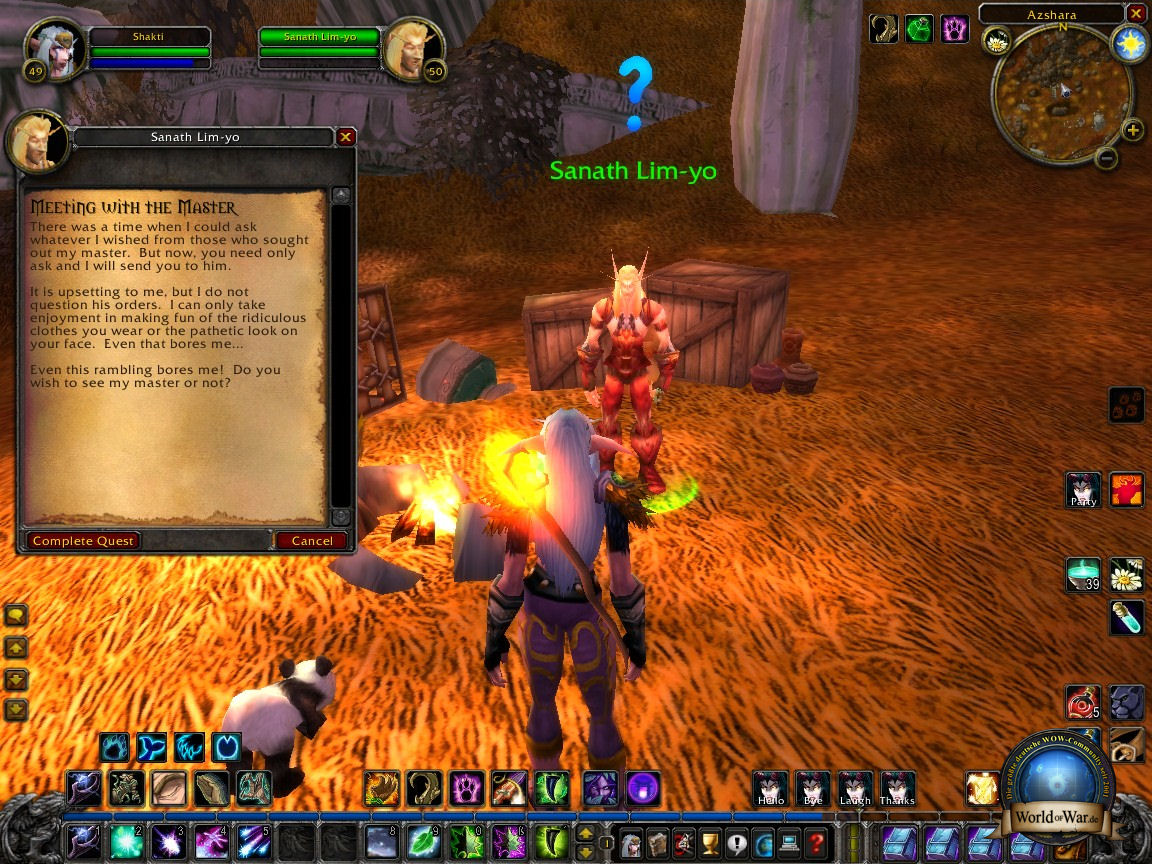 Shakti
49
Sanath Lim-yo
50
Azshara
N
Sanath Lim-yo
Sanath Lim-yo
Meeting with the Master
There was a time when I could ask
whatever I wished from those who sought
out my master. But now, you need only
ask and I will send you to him.
It is upsetting to me, but I do not
question his orders. I can only take
enjoyment in making fun of the ridiculous
clothes you wear or the pathetic look on
your face. Even that bores me...
Even this rambling bores me! Do you
wish to see my master or not?
Complete Quest
Cancel
Party
39
5
Hello
Bye
Laugh
Thanks
2
3
4
5
8
9
0
ß
1
WorldofWar.de